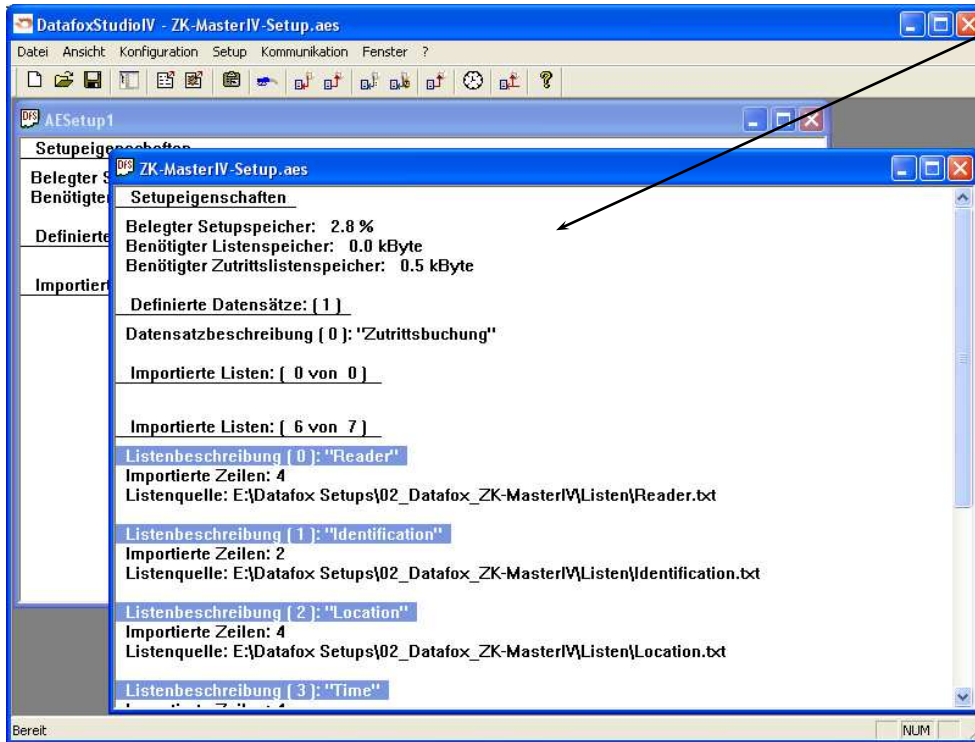 DatafoxStudioIV - ZK-MasterIV-Setup.aes
Datei Ansicht Konfiguration Setup Kommunikation Fenster ?
AESetup1
Setupeigenschaften
Belegter S
Benötigter
Definierte
Importiert
ZK-MasterIV-Setup.aes
Setupeigenschaften
Belegter Setupspeicher: 2.8 %
Benötigter Listenspeicher: 0.0 kByte
Benötigter Zutrittslistenspeicher: 0.5 kByte
Definierte Datensätze: ( 1 )
Datensatzbeschreibung ( 0 ): "Zutrittsbuchung"
Importierte Listen: ( 0 von 0 )
Importierte Listen: ( 6 von 7 )
Listenbeschreibung ( 0 ): "Reader"
Importierte Zeilen: 4
Listenquelle: E:\Datafox Setups\02_Datafox_ZK-MasterIV\Listen\Reader.txt
Listenbeschreibung ( 1 ): "Identification"
Importierte Zeilen: 2
Listenquelle: E:\Datafox Setups\02_Datafox_ZK-MasterIV\Listen\Identification.txt
Listenbeschreibung ( 2 ): "Location"
Importierte Zeilen: 4
Listenquelle: E:\Datafox Setups\02_Datafox_ZK-MasterIV\Listen\Location.txt
Listenbeschreibung ( 3 ): "Time"
Bereit
NUM